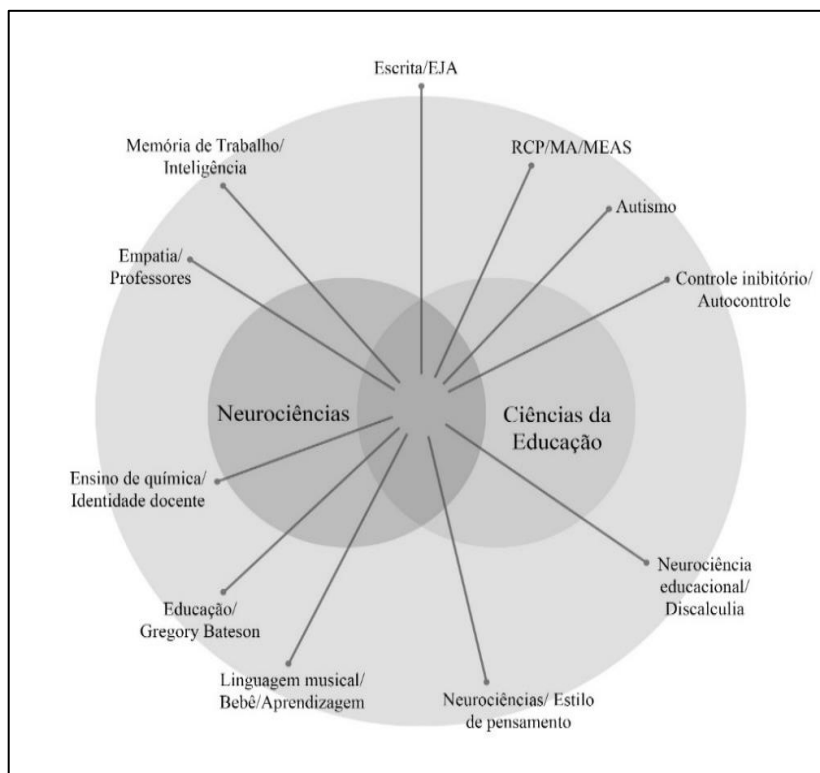 Escrita/EJA
Memória de Trabalho/
Inteligência
RCP/MA/MEAS
Autismo
Empatia/
Professores
Controle inibitório/
Autocontrole
Neurociências
Ciências da
Educação
Ensino de química/
Identidade docente
Neurociência
educacional/
Discalculia
Educação/
Gregory Bateson
Linguagem musical/
Bebê/Aprendizagem
Neurociências/ Estilo
de pensamento